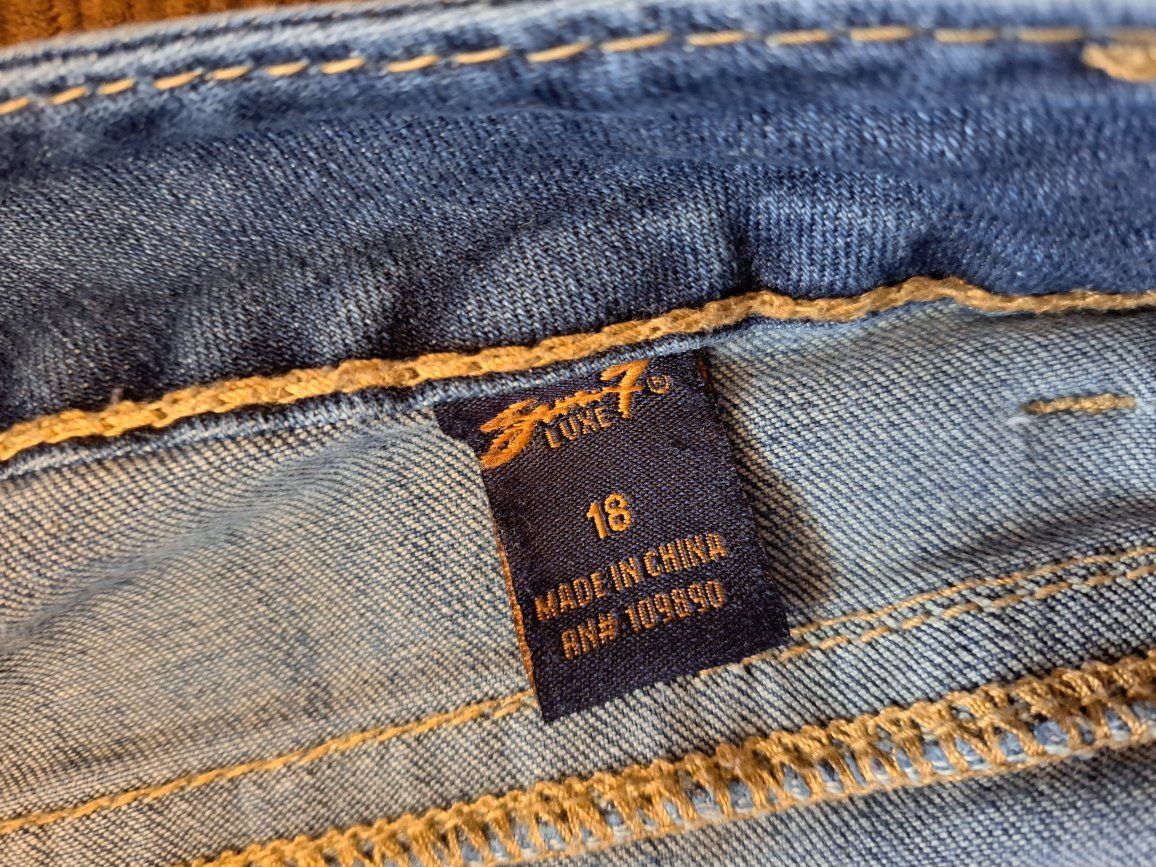 Seven7®
LUXE
18
MADE IN CHINA
RN# 109890